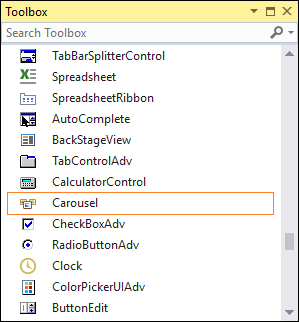 Toolbox
Search Toolbox
TabBarSplitterControl
Spreadsheet
SpreadsheetRibbon
AutoComplete
BackStageView
TabControlAdv
CalculatorControl
Carousel
CheckBoxAdv
RadioButtonAdv
Clock
ColorPickerUIAdv
ButtonEdit